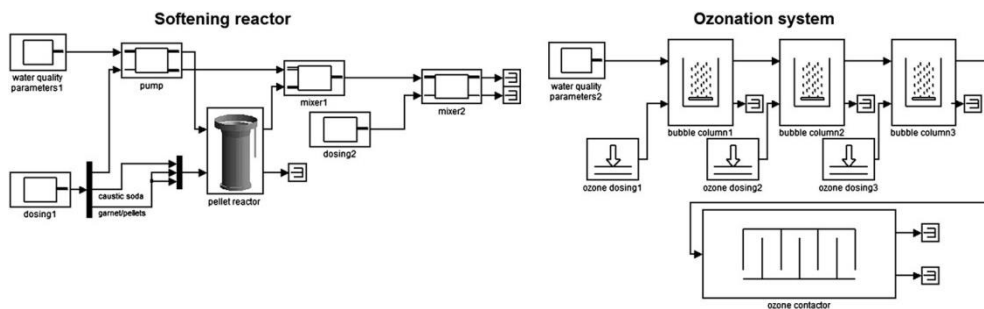 Softening reactor
water quality
parameters1
pump
mixer1
mixer2
dosing2
dosing1
caustic soda
garnet/pellets
pellet reactor
Ozonation system
water quality
parameters2
bubble column1
bubble column2
bubble column3
ozone dosing1
ozone dosing2
ozone dosing3
ozone contactor